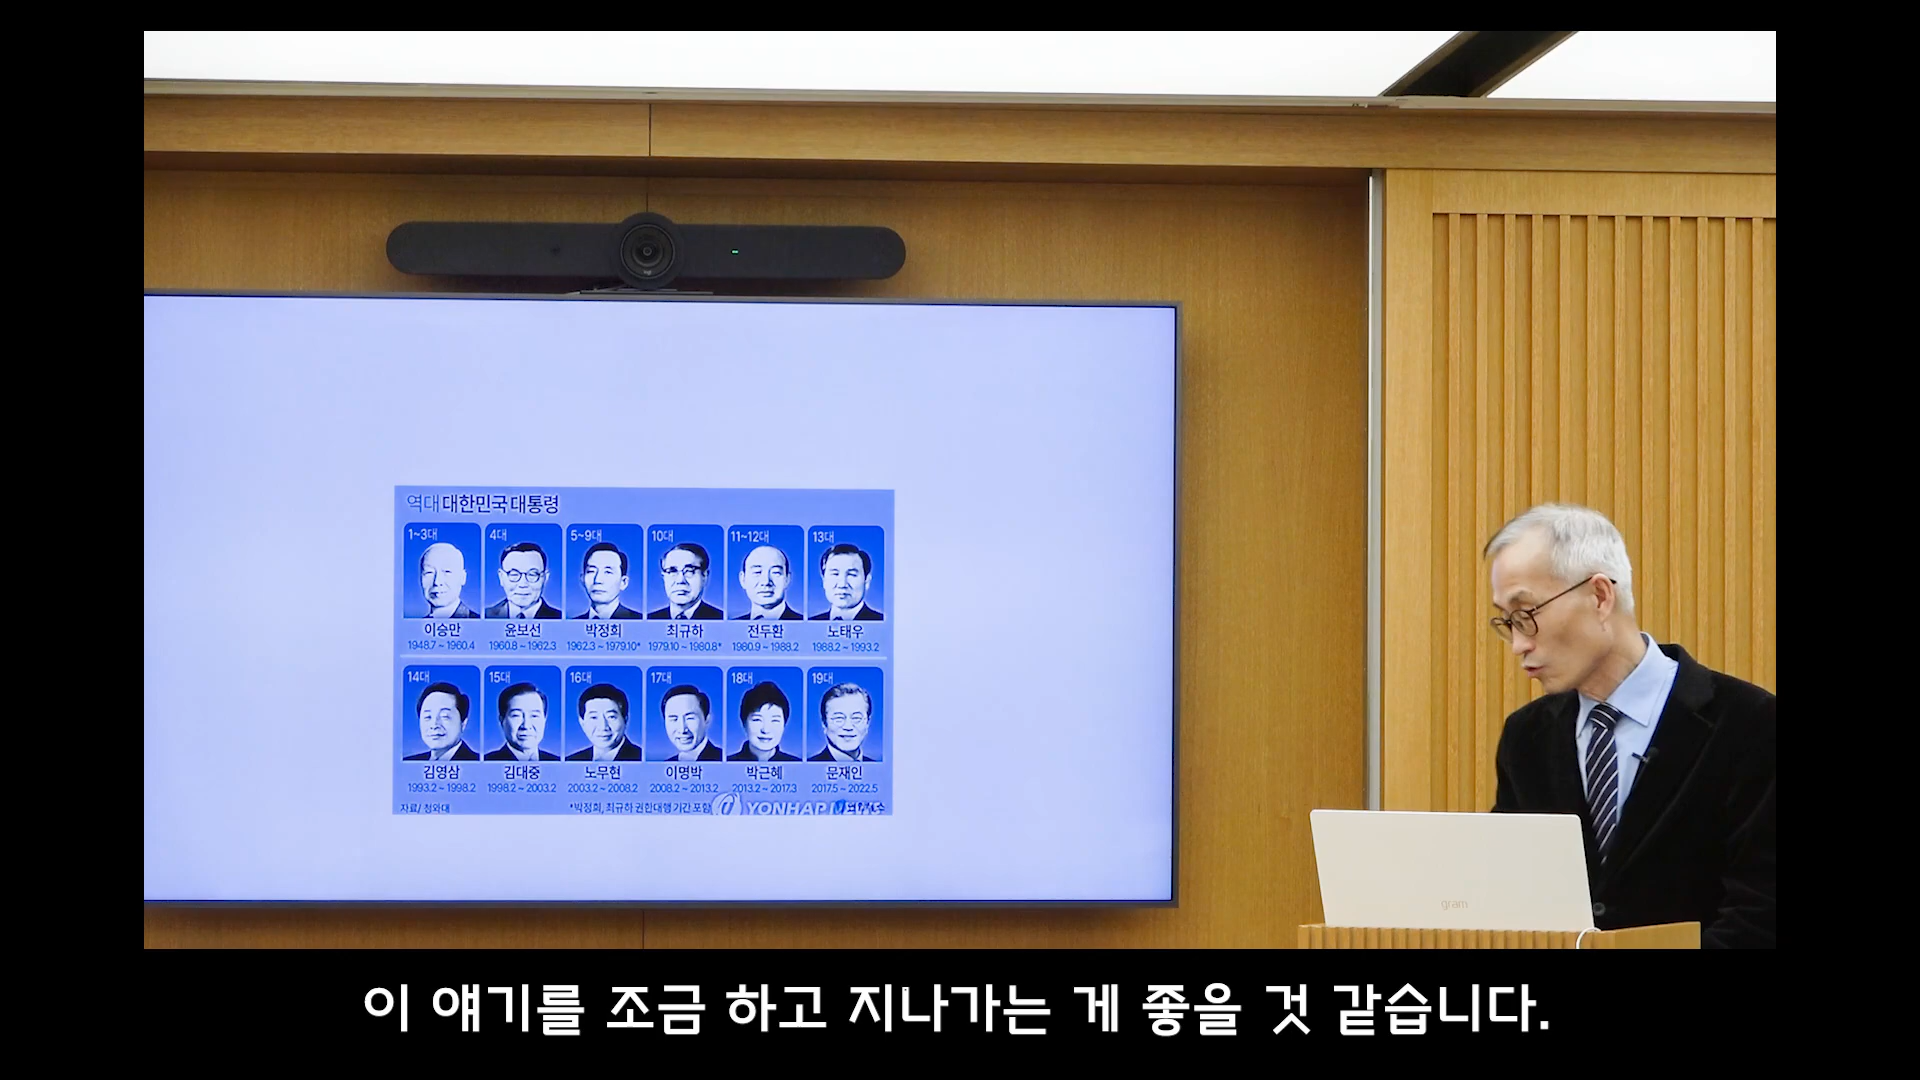 역대 대한민국 대통령
1~3대 4대 5~9대 10대 11~12대 13대
이승만 윤보선 박정희 최규하 전두환 노태우
1948.7 ~ 1960.4 1960.8 ~ 1962.3 1962.3 ~ 1979.10* 1979.10 ~ 1980.8* 1980.9 ~ 1988.2 1988.2 ~ 1993.2
14대 15대 16대 17대 18대 19대
김영삼 김대중 노무현 이명박 박근혜 문재인
1993.2 ~ 1998.2 1998.2 ~ 2003.2 2003.2 ~ 2008.2 2008.2 ~ 2013.2 2013.2 ~ 2017.3 2017.5 ~ 2022.5
자료/ 청와대 *박정희, 최규하 권한대행 기간 포함 YONHAP NEWS
gram
이 얘기를 조금 하고 지나가는 게 좋을 것 같습니다.